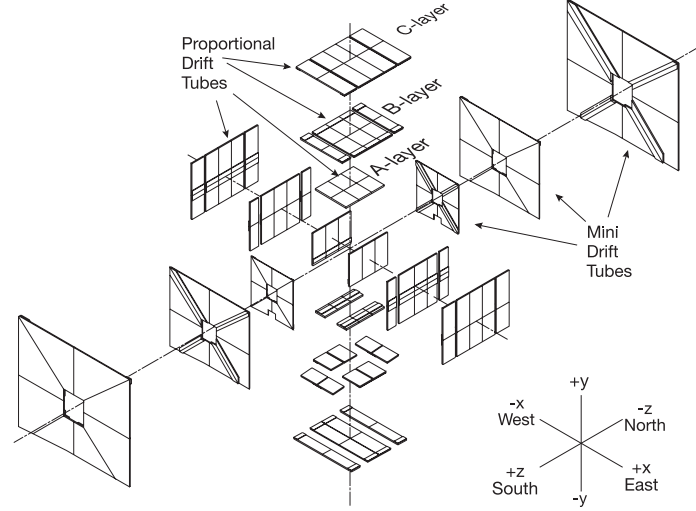 C-layer
Proportional
Drift
Tubes
B-layer
A-layer
Mini
Drift
Tubes
+y
-x
West
-z
North
+z
South
+x
East
-y